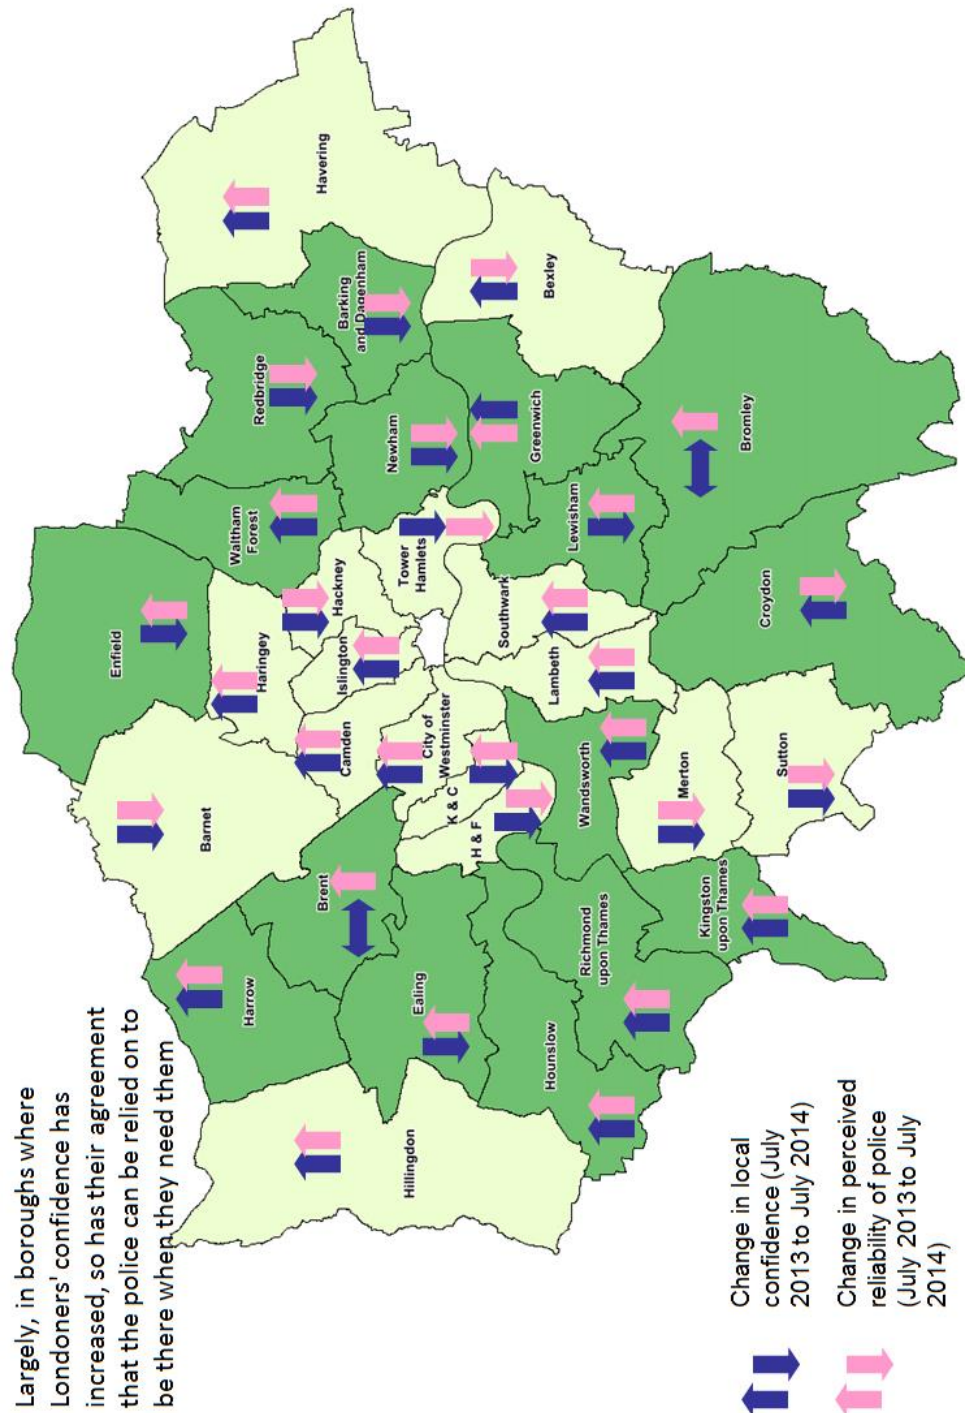 Largely, in boroughs where
Londoners' confidence has
increased, so has their agreement
that the police can be relied on to
be there when they need them
Enfield
Barnet
Haringey
Waltham
Forest
Redbridge
Havering
Harrow
Brent
Camden
Islington
Hackney
Newham
Barking
and Dagenham
Hillingdon
Ealing
City of
Westminster
K & C
H & F
Tower
Hamlets
Hounslow
Richmond
upon Thames
Wandsworth
Lambeth
Southwark
Lewisham
Greenwich
Bexley
Kingston
upon Thames
Merton
Sutton
Croydon
Bromley
Change in local
confidence (July
2013 to July 2014)
Change in perceived
reliability of police
(July 2013 to July
2014)